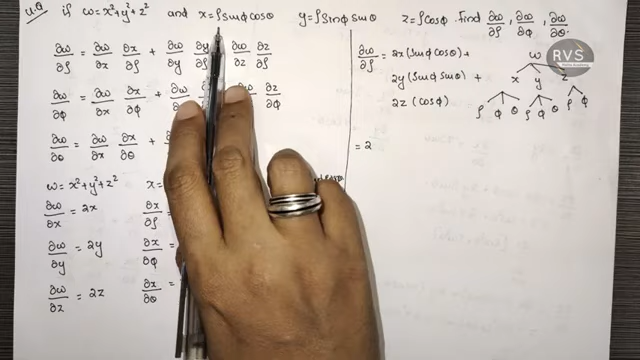 UQ If ω = x² + y² + z² and x = ρ sinφ cosθ y = ρ sinφ sinθ z = ρ cosφ. Find ∂ω/∂ρ, ∂ω/∂φ, ∂ω/∂θ.
∂ω/∂ρ = ∂ω/∂x ∂x/∂ρ + ∂ω/∂y ∂y/∂ρ ∂ω/∂z ∂z/∂ρ
∂ω/∂φ = ∂ω/∂x ∂x/∂φ + ∂z/∂φ
∂ω/∂θ = ∂ω/∂x ∂x/∂θ +
ω = x² + y² + z² x =
∂ω/∂x = 2x ∂x/∂ρ =
∂ω/∂y = 2y ∂x/∂φ =
∂ω/∂z = 2z ∂x/∂θ =
∂ω/∂ρ = 2x (sinφ cosθ) +
2y (sinφ sinθ) +
2z (cosφ)
= 2
ω
x y z
ρ φ θ ρ φ θ ρ φ
RVS